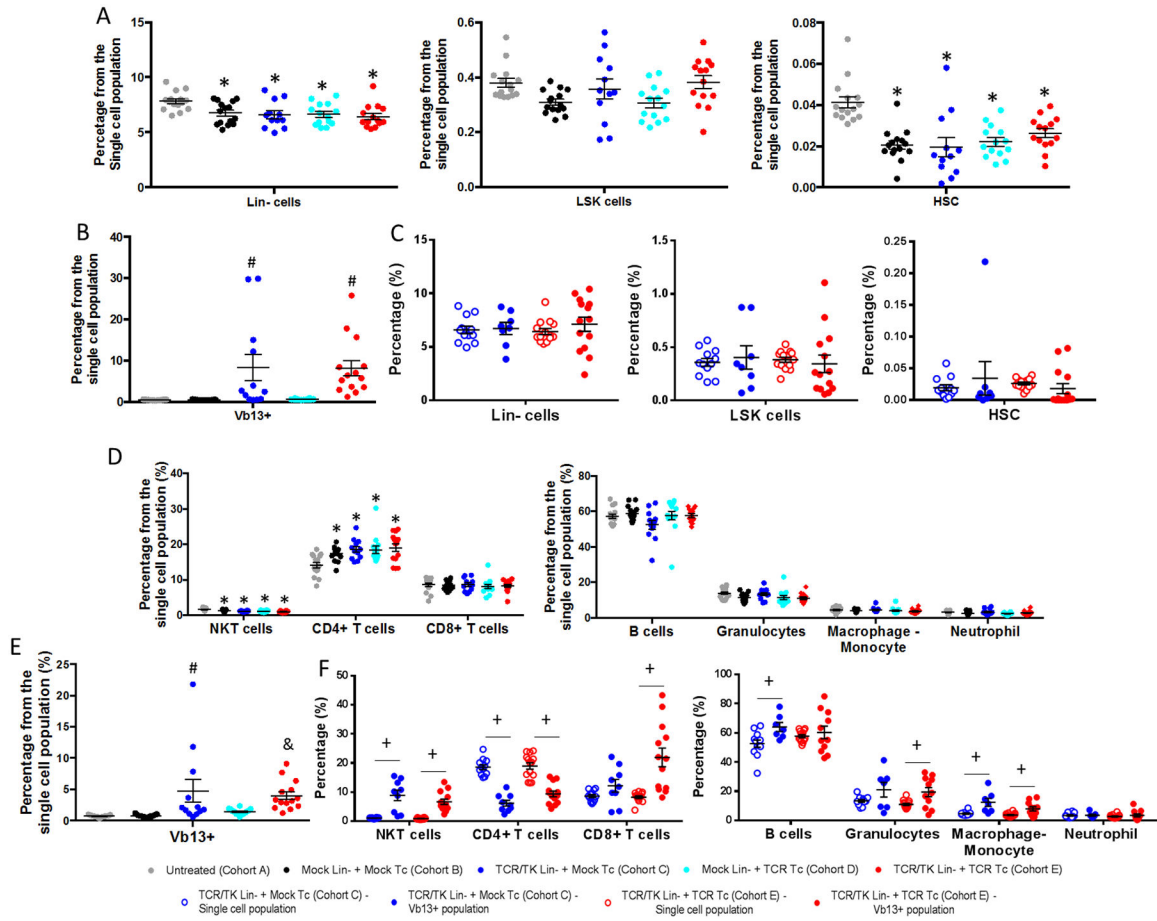 A
Percentage from the
Single cell population
15
10
5
0
*
*
*
*
Lin- cells
Percentage from the
single cell population
0.6
0.4
0.2
0.0
LSK cells
Percentage from the
single cell population
0.08
0.06
0.04
0.02
0.00
*
*
*
*
HSC
B
Percentage from the
single cell population
40
30
20
10
0
#
#
Vb13+
C
Percentage (%)
15
10
5
0
Lin- cells
Percentage (%)
1.5
1.0
0.5
0.0
LSK cells
Percentage (%)
0.25
0.20
0.15
0.10
0.05
0.00
HSC
D
Percentage from the
single cell population (%)
40
30
20
10
0
* * * *
* * * *
NKT cells
CD4+ T cells
CD8+ T cells
Percentage from the
single cell population (%)
100
80
60
40
20
0
B cells
Granulocytes
Macrophage -
Monocyte
Neutrophil
E
Percentage from the
single cell population (%)
25
20
15
10
5
0
#
&
Vb13+
F
Percentage (%)
50
40
30
20
10
0
+
+
+
+
+
NKT cells
CD4+ T cells
CD8+ T cells
Percentage (%)
100
80
60
40
20
0
+
+
+
+
B cells
Granulocytes
Macrophage-
Monocyte
Neutrophil
Untreated (Cohort A)
Mock Lin- + Mock Tc (Cohort B)
TCR/TK Lin- + Mock Tc (Cohort C)
Mock Lin- + TCR Tc (Cohort D)
TCR/TK Lin- + TCR Tc (Cohort E)
TCR/TK Lin- + Mock Tc (Cohort C) -
Single cell population
TCR/TK Lin- + Mock Tc (Cohort C) -
Vb13+ population
TCR/TK Lin- + TCR Tc (Cohort E) -
Single cell population
TCR/TK Lin- + TCR Tc (Cohort E) -
Vb13+ population